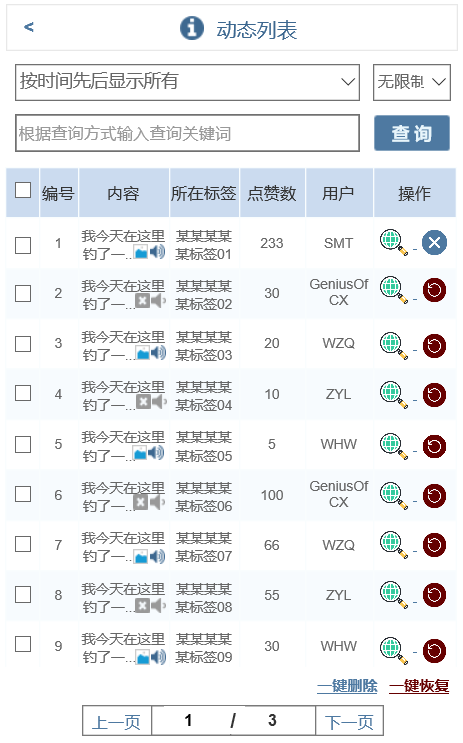 < 动态列表
按时间先后显示所有 无限制
根据查询方式输入查询关键词 查询
编号 内容 所在标签 点赞数 用户 操作
1 我今天在这里 某某某某 233 SMT -
钓了一... 某标签01
2 我今天在这里 某某某某 30 GeniusOf -
钓了一... 某标签02 CX
3 我今天在这里 某某某某 20 WZQ -
钓了一... 某标签03
4 我今天在这里 某某某某 10 ZYL -
钓了一... 某标签04
5 我今天在这里 某某某某 5 WHW -
钓了一... 某标签05
6 我今天在这里 某某某某 100 GeniusOf -
钓了一... 某标签06 CX
7 我今天在这里 某某某某 66 WZQ -
钓了一... 某标签07
8 我今天在这里 某某某某 55 ZYL -
钓了一... 某标签08
9 我今天在这里 某某某某 30 WHW -
钓了一... 某标签09
一键删除 一键恢复
上一页 1 / 3 下一页